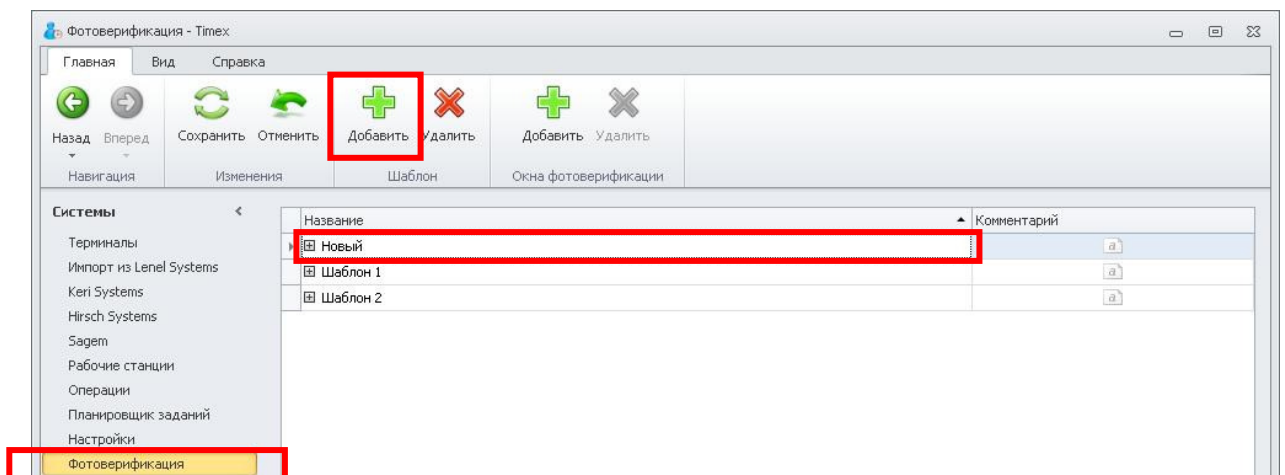 Фотоверификация - Timex
Главная Вид Справка
Назад Вперед Сохранить Отменить Добавить Удалить Добавить Удалить
Навигация Изменения Шаблон Окна фотоверификации
Системы
Название Комментарий
Терминалы
Новый
Импорт из Lenel Systems
Шаблон 1
Keri Systems
Шаблон 2
Hirsch Systems
Sagem
Рабочие станции
Операции
Планировщик заданий
Настройки
Фотоверификация